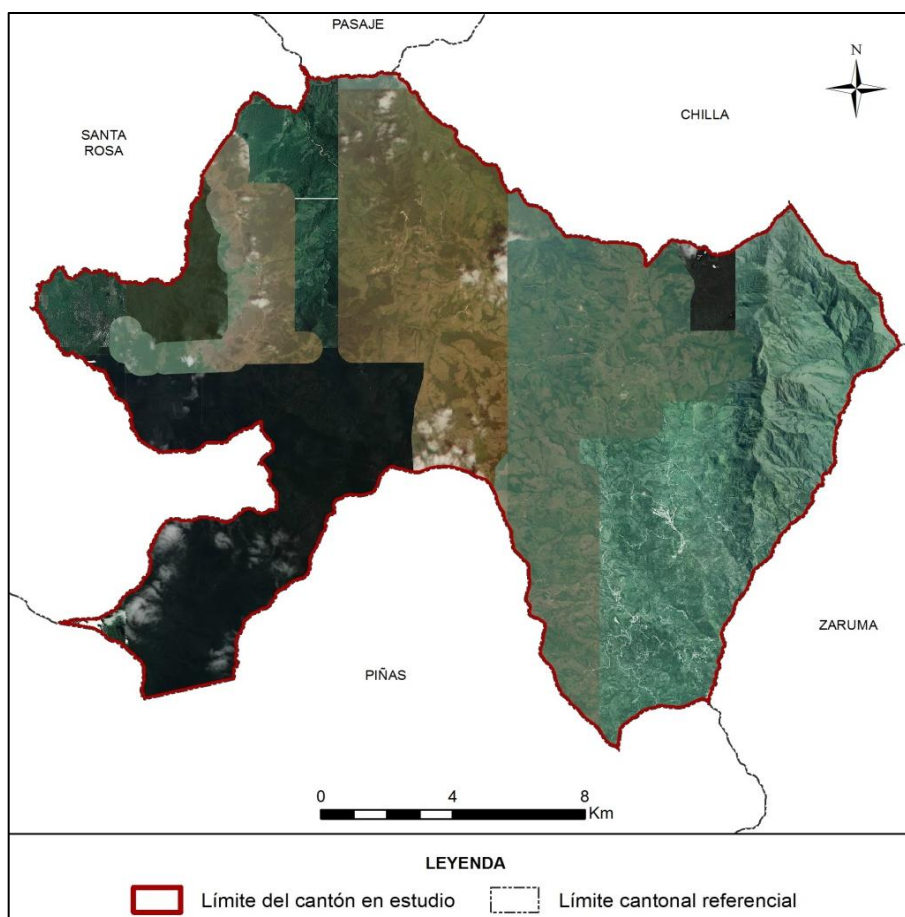 PASAJE
N
SANTA
ROSA
CHILLA
ZARUMA
PIÑAS
0 4 8
Km
LEYENDA
Límite del cantón en estudio
Límite cantonal referencial